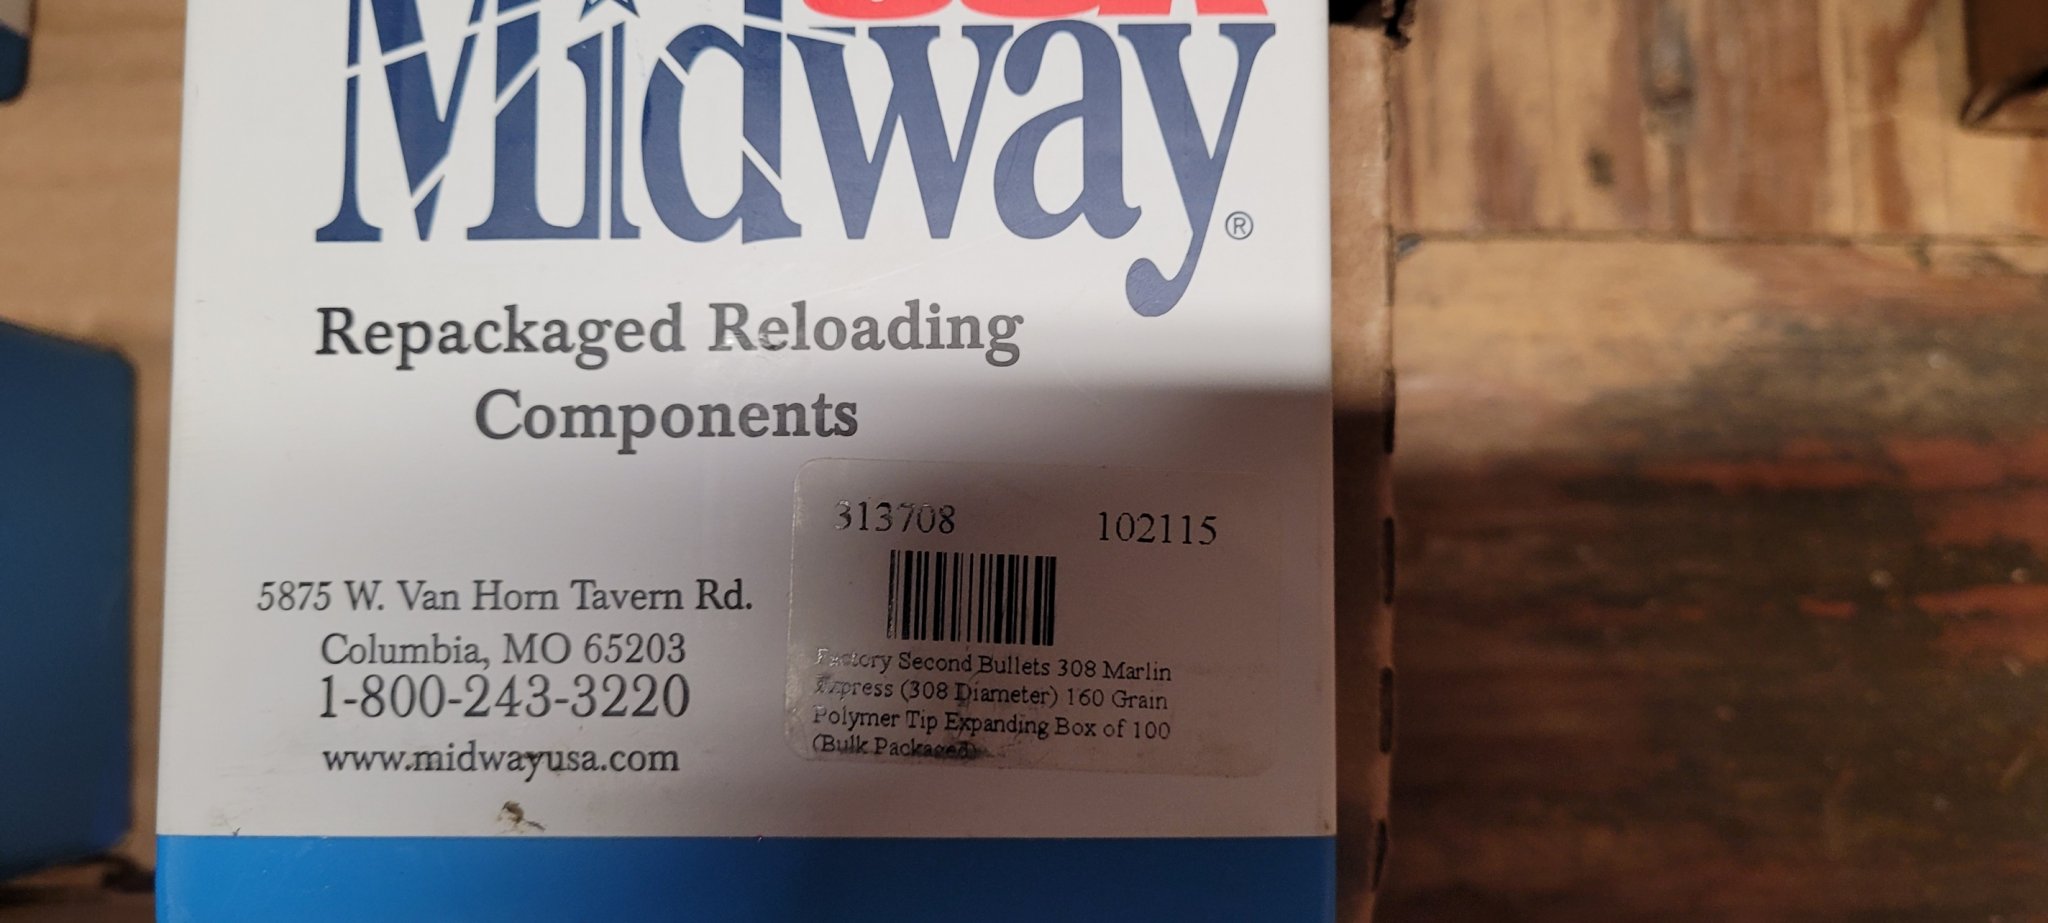 Midway®
Repackaged Reloading
Components
313708 102115
5875 W. Van Horn Tavern Rd.
Columbia, MO 65203
1-800-243-3220
www.midwayusa.com
Factory Second Bullets 308 Marlin
Express (308 Diameter) 160 Grain
Polymer Tip Expanding Box of 100
(Bulk Packaged)